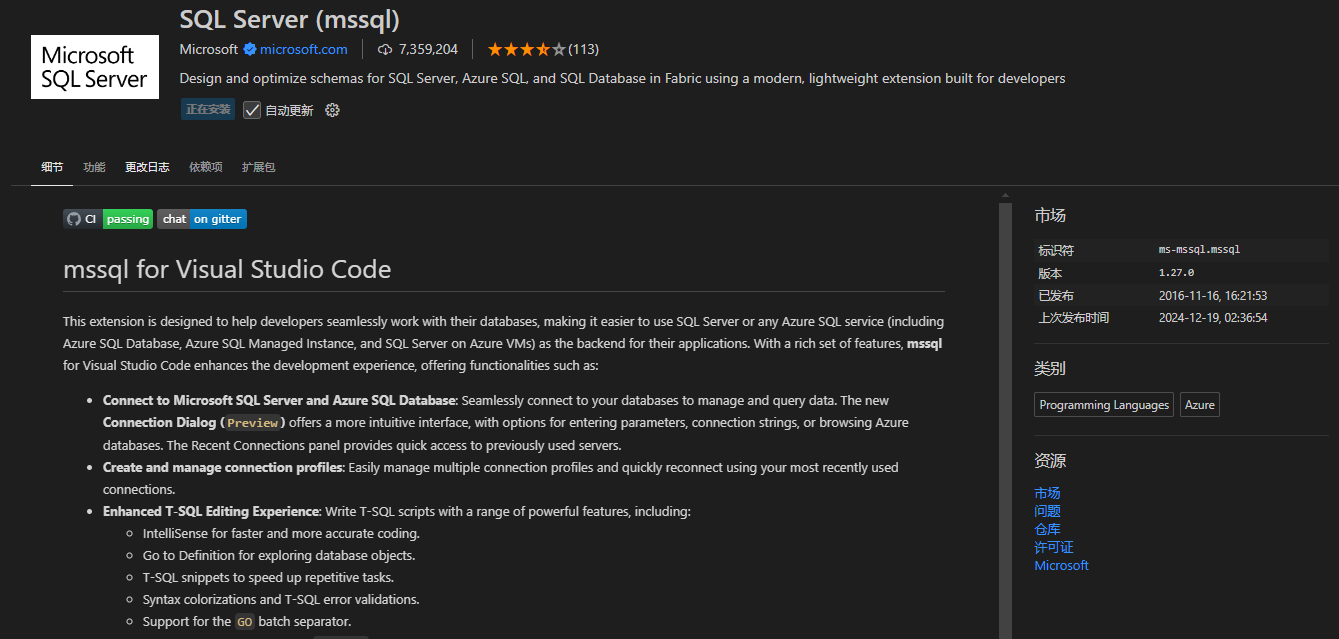 SQL Server (mssql)
Microsoft
SQL Server
Microsoft microsoft.com 7,359,204 (113)
Design and optimize schemas for SQL Server, Azure SQL, and SQL Database in Fabric using a modern, lightweight extension built for developers
正在安装 自动更新
细节 功能 更改日志 依赖项 扩展包
CI passing chat on gitter
mssql for Visual Studio Code
This extension is designed to help developers seamlessly work with their databases, making it easier to use SQL Server or any Azure SQL service (including
Azure SQL Database, Azure SQL Managed Instance, and SQL Server on Azure VMs) as the backend for their applications. With a rich set of features, mssql
for Visual Studio Code enhances the development experience, offering functionalities such as:
• Connect to Microsoft SQL Server and Azure SQL Database: Seamlessly connect to your databases to manage and query data. The new
Connection Dialog (Preview) offers a more intuitive interface, with options for entering parameters, connection strings, or browsing Azure
databases. The Recent Connections panel provides quick access to previously used servers.
• Create and manage connection profiles: Easily manage multiple connection profiles and quickly reconnect using your most recently used
connections.
• Enhanced T-SQL Editing Experience: Write T-SQL scripts with a range of powerful features, including:
◦ IntelliSense for faster and more accurate coding.
◦ Go to Definition for exploring database objects.
◦ T-SQL snippets to speed up repetitive tasks.
◦ Syntax colorizations and T-SQL error validations.
◦ Support for the GO batch separator.
市场
标识符 ms-mssql.mssql
版本 1.27.0
已发布 2016-11-16, 16:21:53
上次发布时间 2024-12-19, 02:36:54
类别
Programming Languages Azure
资源
市场
问题
仓库
许可证
Microsoft